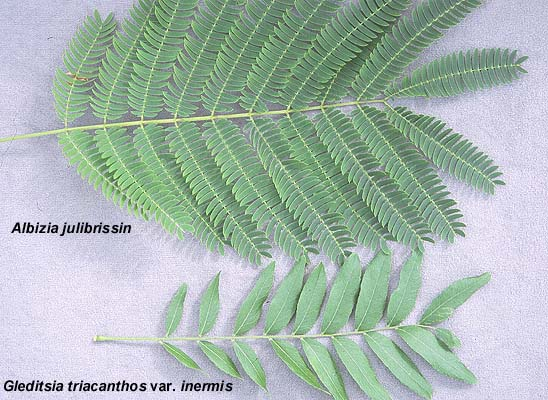 Albizia julibrissin
Gleditsia triacanthos var. inermis